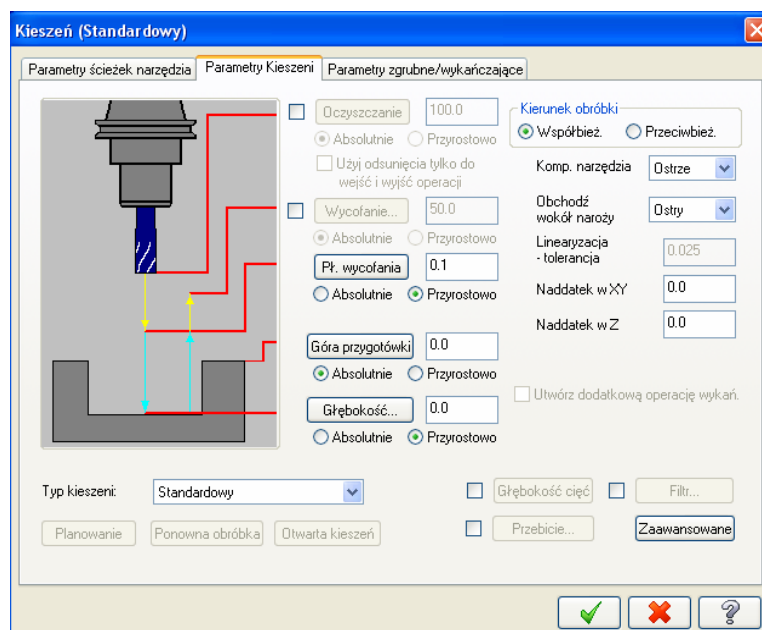 Kieszeń (Standardowy)
Parametry ścieżek narzędzia Parametry Kieszeni Parametry zgrubne/wykańczające
Oczyszczanie 100.0
Absolutnie Przyrostowo
Użyj odsunięcia tylko do
wejść i wyjść operacji
Wycofanie... 50.0
Absolutnie Przyrostowo
Pł. wycofania 0.1
Absolutnie Przyrostowo
Góra przygotówki 0.0
Absolutnie Przyrostowo
Głębokość... 0.0
Absolutnie Przyrostowo
Kierunek obróbki
Współbież. Przeciwbież.
Komp. narzędzia Ostrze
Obchodź
wokół naroży Ostry
Linearyzacja
- tolerancja 0.025
Naddatek w XY 0.0
Naddatek w Z 0.0
Utwórz dodatkową operację wykań.
Typ kieszeni: Standardowy
Głębokość cięć Filtr...
Planowanie Ponowna obróbka Otwarta kieszeń
Przebicie... Zaawansowane